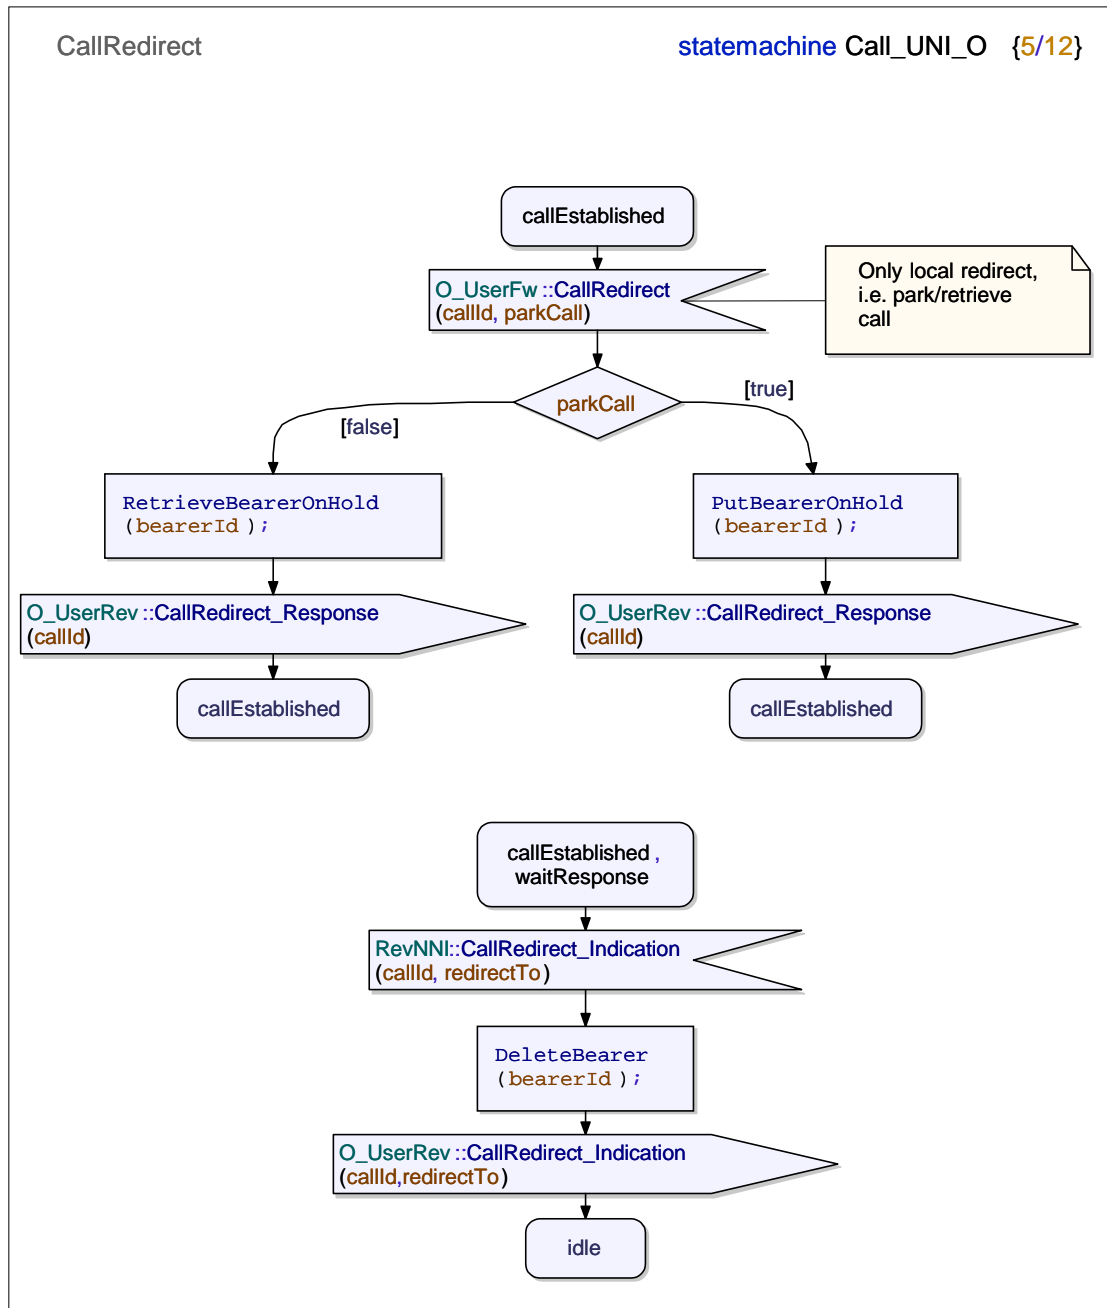 CallRedirect
statemachine Call_UNI_O {5/12}
callEstablished
O_UserFw ::CallRedirect
(callId, parkCall)
Only local redirect,
i.e. park/retrieve
call
parkCall
[false]
[true]
RetrieveBearerOnHold
(bearerId );
PutBearerOnHold
(bearerId );
O_UserRev ::CallRedirect_Response
(callId)
O_UserRev ::CallRedirect_Response
(callId)
callEstablished
callEstablished
callEstablished ,
waitResponse
RevNNI::CallRedirect_Indication
(callId, redirectTo )
DeleteBearer
(bearerId );
O_UserRev ::CallRedirect_Indication
(callId,redirectTo )
idle